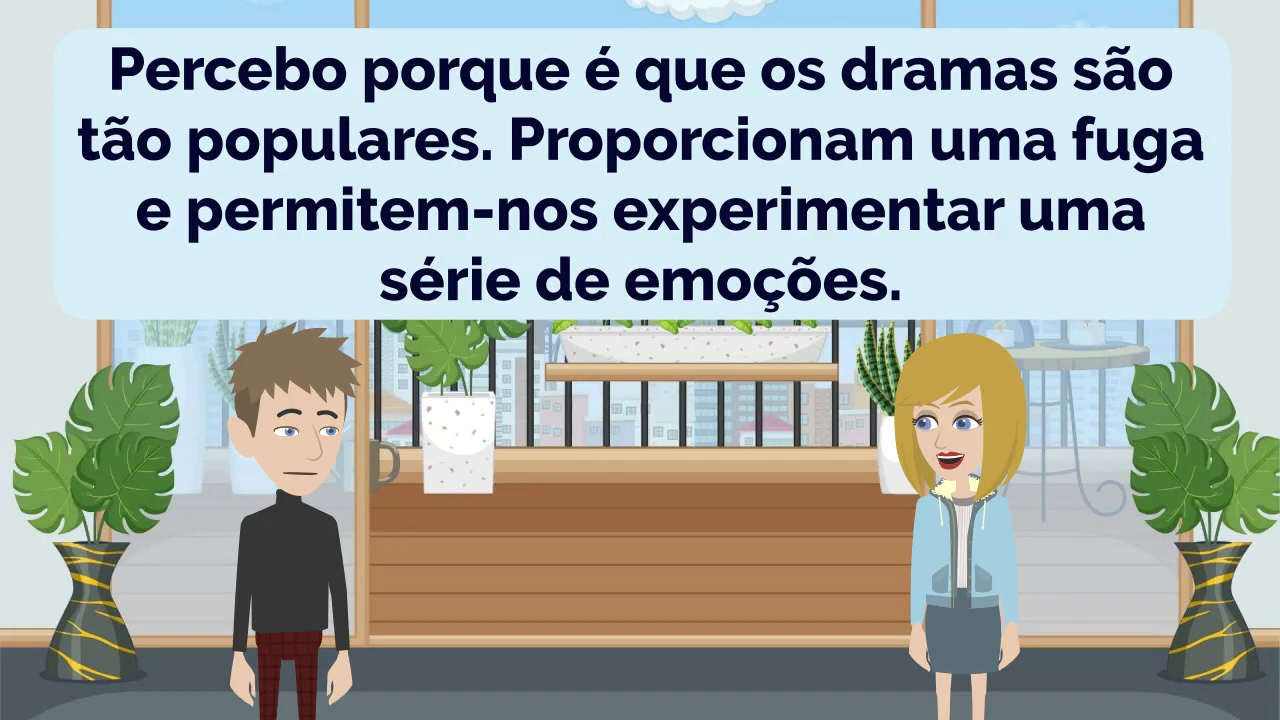 Percebo porque é que os dramas são
tão populares. Proporcionam uma fuga
e permitem-nos experimentar uma
série de emoções.